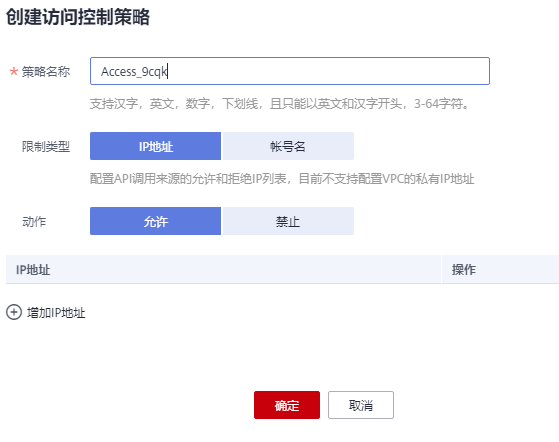 创建访问控制策略
* 策略名称 Access_9cqk
支持汉字，英文，数字，下划线，且只能以英文和汉字开头，3-64字符。
限制类型 IP地址 帐号名
配置API调用来源的允许和拒绝IP列表，目前不支持配置VPC的私有IP地址
动作 允许 禁止
IP地址 操作
增加IP地址
确定 取消